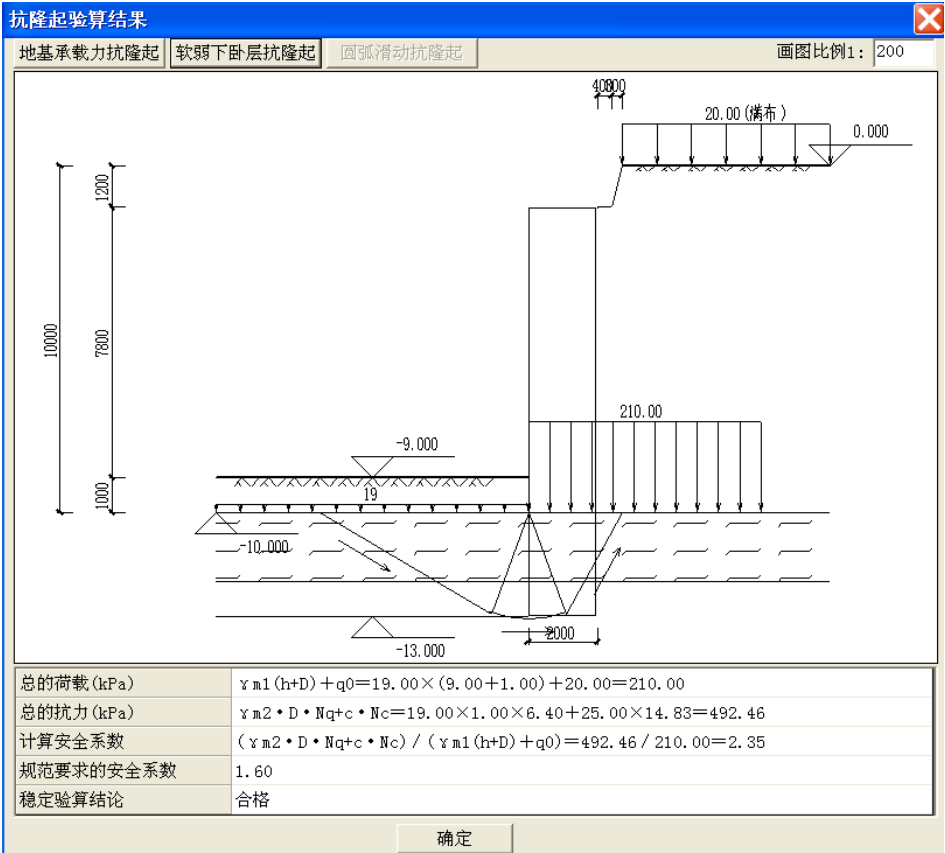 抗隆起验算结果
地基承载力抗隆起 软弱下卧层抗隆起 圆弧滑动抗隆起 画图比例1: 200
400
800
20.00(满布)
0.000
1200
10000
7800
210.00
-9.000
19
1000
-10.000
2000
-13.000
总的荷载(kPa) γm1(h+D)+q0=19.00×(9.00+1.00)+20.00=210.00
总的抗力(kPa) γm2•D•Nq+c•Nc=19.00×1.00×6.40+25.00×14.83=492.46
计算安全系数 (γm2•D•Nq+c•Nc)/(γm1(h+D)+q0)=492.46/210.00=2.35
规范要求的安全系数 1.60
稳定验算结论 合格
确定